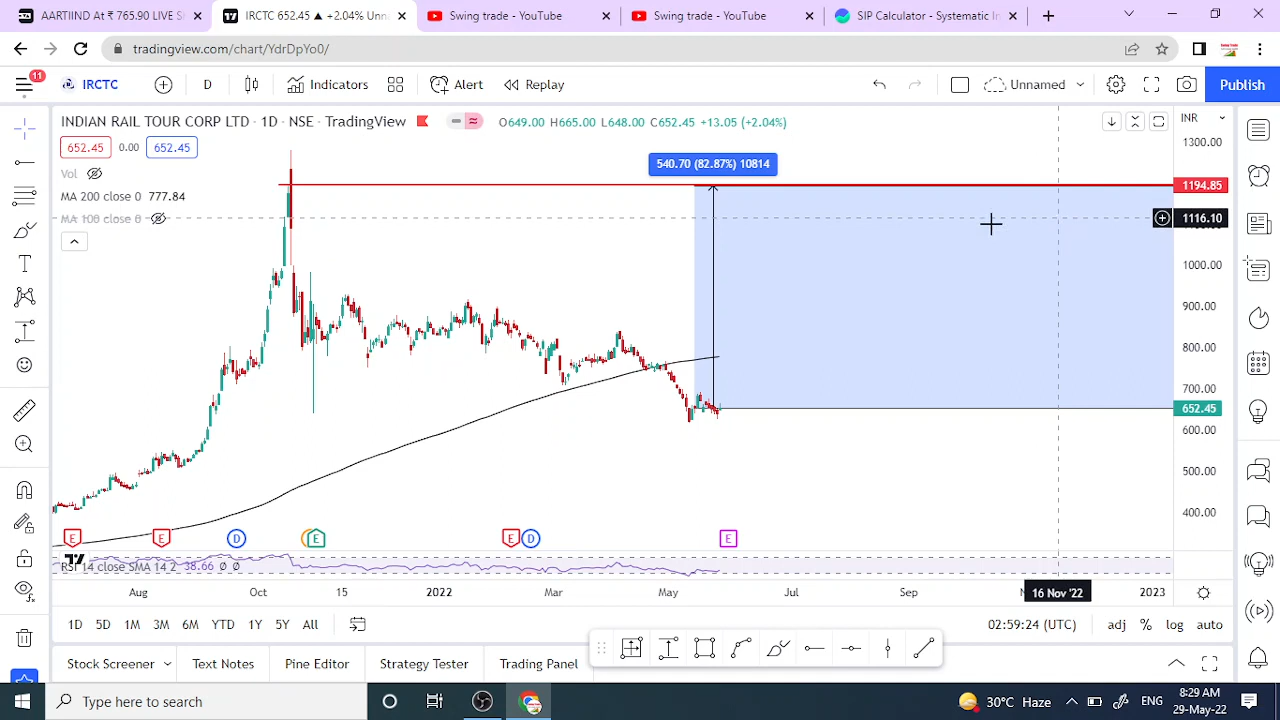 AARTIIND At ₹ 765.90 LIVE S
IRCTC 652.45 ▲ +2.04% Unn
Swing trade - YouTube
Swing trade - YouTube
SIP Calculator - Systematic In
tradingview.com/chart/YdrDpYo0/
11
IRCTC
D
Indicators
Alert
Replay
Unnamed
Publish
INDIAN RAIL TOUR CORP LTD · 1D · NSE · TradingView
O649.00 H665.00 L648.00 C652.45 +13.05 (+2.04%)
INR
652.45
0.00
652.45
Vol
MA 200 close 0 777.84
MA 100 close 0
540.70 (82.87%) 10814
1300.00
1194.85
1116.10
1000.00
900.00
800.00
700.00
652.45
600.00
500.00
400.00
E
E
D
E
E
D
E
RSI 14 close SMA 14 2 38.66 Ø Ø
Aug
Oct
15
2022
Mar
May
Jul
Sep
16 Nov '22
2023
1D
5D
1M
3M
6M
YTD
1Y
5Y
All
02:59:24 (UTC)
adj
%
log
auto
Stock Screener
Text Notes
Pine Editor
Strategy Tester
Trading Panel
Type here to search
30°C Haze
ENG
8:29 AM
29-May-22